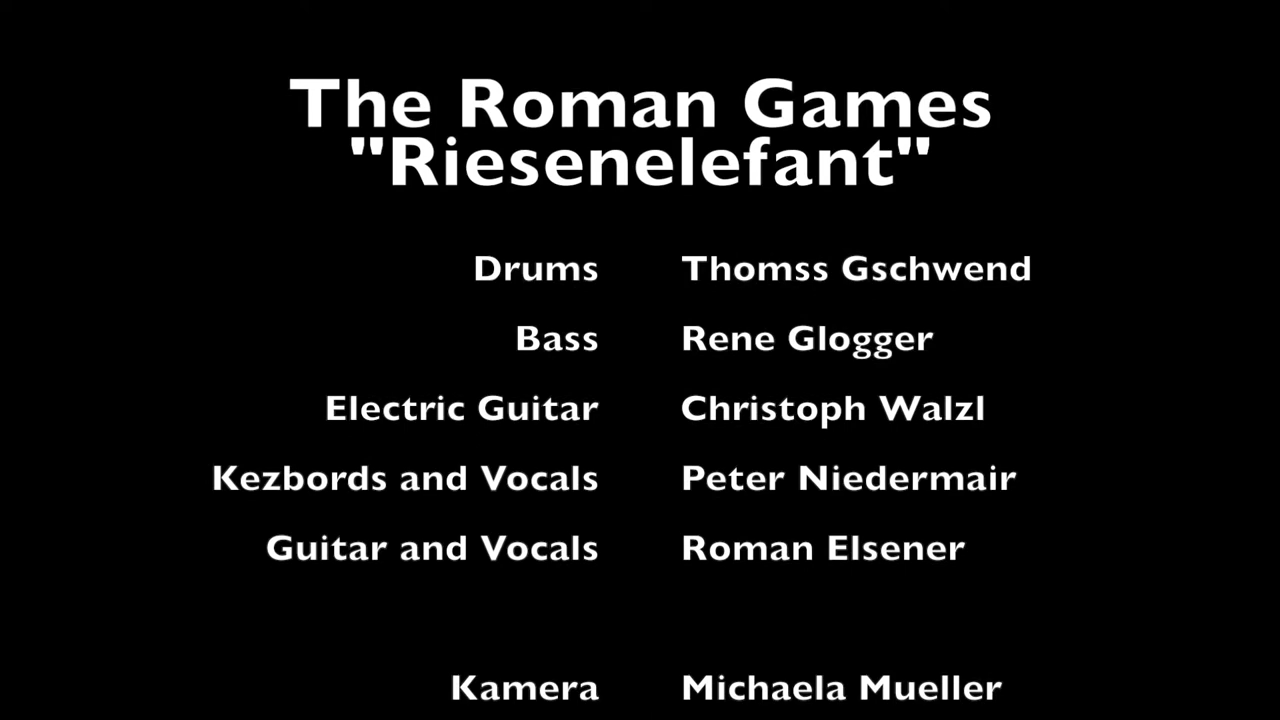 The Roman Games
"Riesenelefant"
Drums Thomss Gschwend
Bass Rene Glogger
Electric Guitar Christoph Walzl
Kezbords and Vocals Peter Niedermair
Guitar and Vocals Roman Elsener
Kamera Michaela Mueller